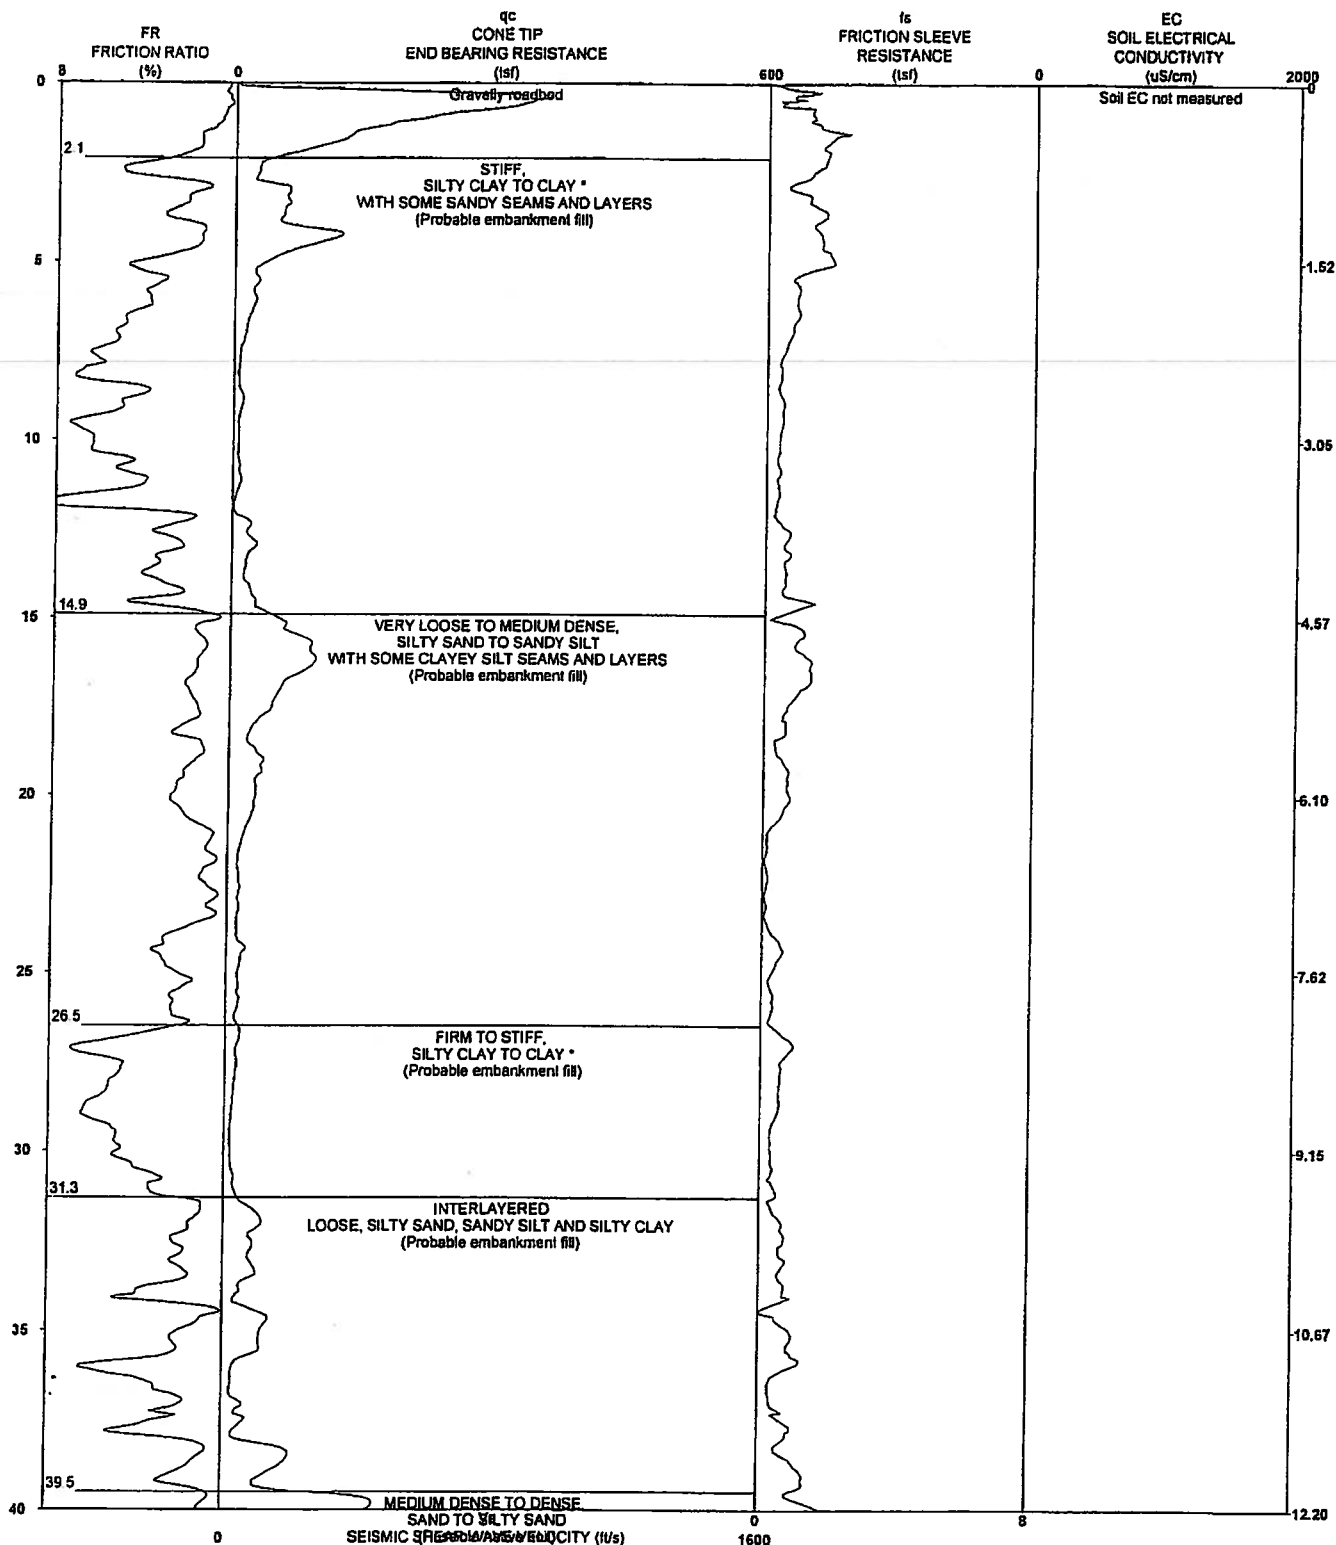 FR
FRICTION RATIO
(%)
qc
CONE TIP
END BEARING RESISTANCE
(tsf)
fs
FRICTION SLEEVE
RESISTANCE
(tsf)
EC
SOIL ELECTRICAL
CONDUCTIVITY
(uS/cm)
8
0
600
0
2000
0
0
Gravelly roadbed
Soil EC not measured
2.1
STIFF,
SILTY CLAY TO CLAY *
WITH SOME SANDY SEAMS AND LAYERS
(Probable embankment fill)
5
1.52
10
3.05
14.9
15
4.57
VERY LOOSE TO MEDIUM DENSE,
SILTY SAND TO SANDY SILT
WITH SOME CLAYEY SILT SEAMS AND LAYERS
(Probable embankment fill)
20
6.10
25
7.62
26.5
FIRM TO STIFF,
SILTY CLAY TO CLAY *
(Probable embankment fill)
30
9.15
31.3
INTERLAYERED
LOOSE, SILTY SAND, SANDY SILT AND SILTY CLAY
(Probable embankment fill)
35
10.67
39.5
40
MEDIUM DENSE TO DENSE
SAND TO SILTY SAND
0
8
12.20
SEISMIC SHEAR WAVE VELOCITY (ft/s)
0
1600